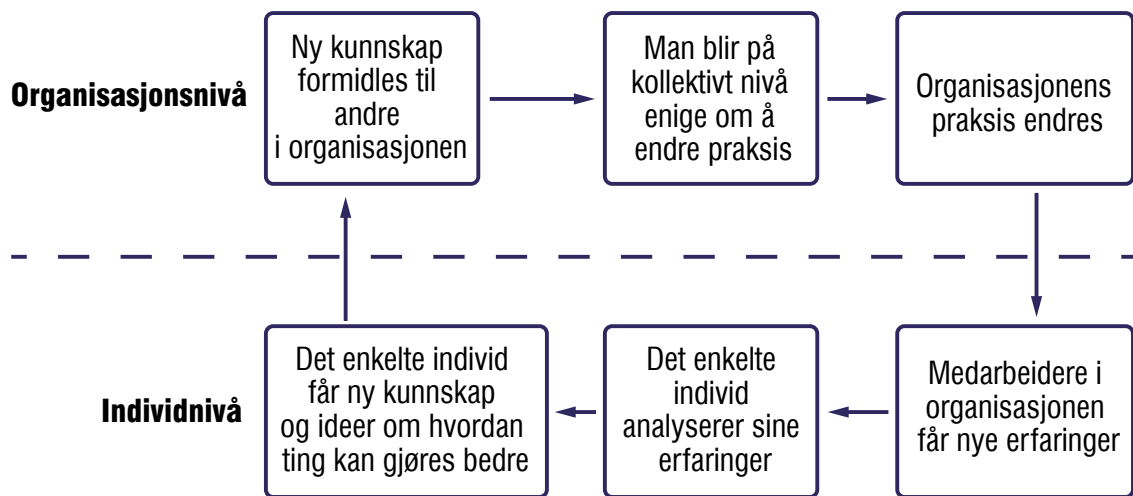 Organisasjonsnivå
Ny kunnskap
formidles til
andre
i organisasjonen
Man blir på
kollektivt nivå
enige om å
endre praksis
Organisasjonens
praksis endres
Individnivå
Det enkelte individ
får ny kunnskap
og ideer om hvordan
ting kan gjøres bedre
Det enkelte
individ
analyserer sine
erfaringer
Medarbeidere i
organisasjonen
får nye erfaringer